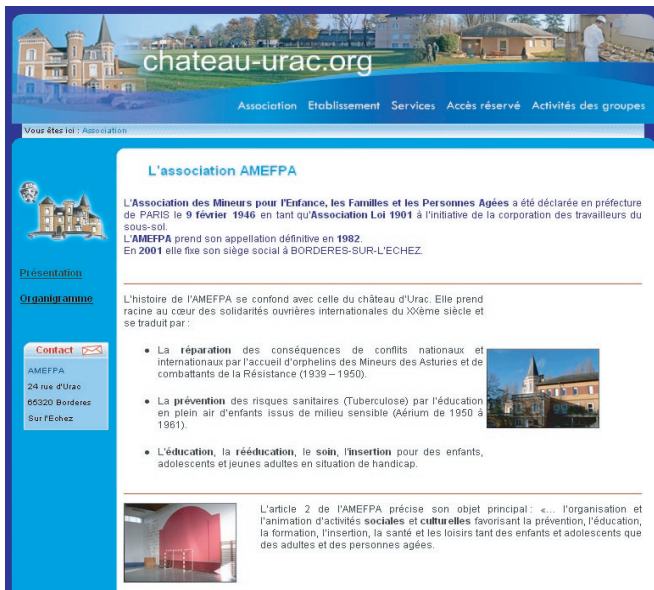 chateau-urac.org
Association Etablissement Services Accès réservé Activités des groupes
Vous êtes ici : Association
L'association AMEFPA
L'Association des Mineurs pour l'Enfance, les Familles et les Personnes Agées a été déclarée en préfecture
de PARIS le 9 février 1946 en tant qu'Association Loi 1901 à l'initiative de la corporation des travailleurs du
sous-sol.
L'AMEFPA prend son appellation définitive en 1982.
En 2001 elle fixe son siège social à BORDERES-SUR-L'ECHEZ.
Présentation
Organigramme
Contact
AMEFPA
24 rue d'Urac
65320 Borderes
Sur l'Echez
L'histoire de l'AMEFPA se confond avec celle du château d'Urac. Elle prend
racine au cœur des solidarités ouvrières internationales du XXème siècle et
se traduit par :
• La réparation des conséquences de conflits nationaux et
internationaux par l'accueil d'orphelins des Mineurs des Asturies et de
combattants de la Résistance (1939 – 1950).
• La prévention des risques sanitaires (Tuberculose) par l'éducation
en plein air d'enfants issus de milieu sensible (Aérium de 1950 à
1961).
• L'éducation, la rééducation, le soin, l'insertion pour des enfants,
adolescents et jeunes adultes en situation de handicap.
L'article 2 de l'AMEFPA précise son objet principal : «... l'organisation et
l'animation d'activités sociales et culturelles favorisant la prévention, l'éducation,
la formation, l'insertion, la santé et les loisirs tant des enfants et adolescents que
des adultes et des personnes agées.